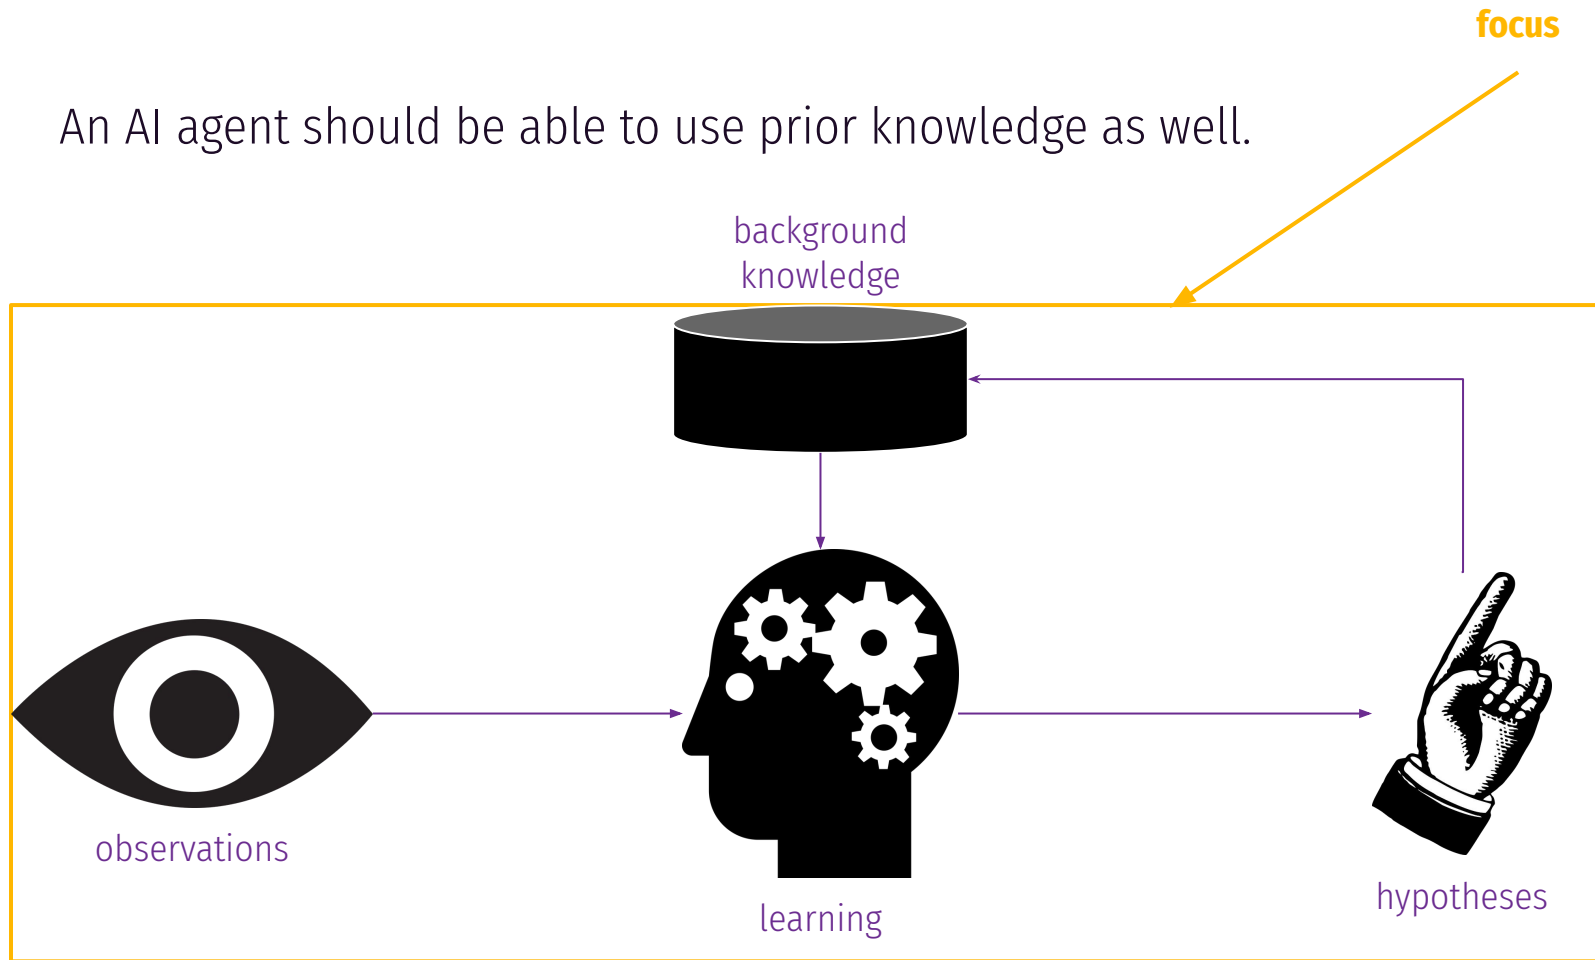 focus
An AI agent should be able to use prior knowledge as well.
background
knowledge
observations
learning
hypotheses